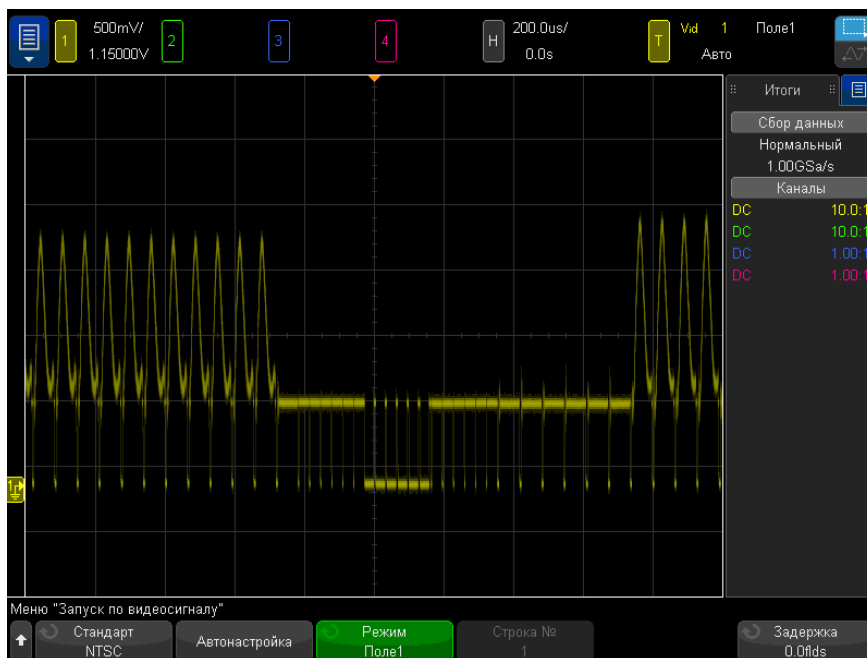 500mV/ 200.0us/ Vid 1 Поле1
1 2 3 4 H T
1.15000V 0.0s Авто
Итоги
Сбор данных
Нормальный
1.00GSa/s
Каналы
DC 10.0:1
DC 10.0:1
DC 1.00:1
DC 1.00:1
1
Меню "Запуск по видеосигналу"
Стандарт Автонастройка Режим Строка № Задержка
NTSC Поле1 1 0.0flds